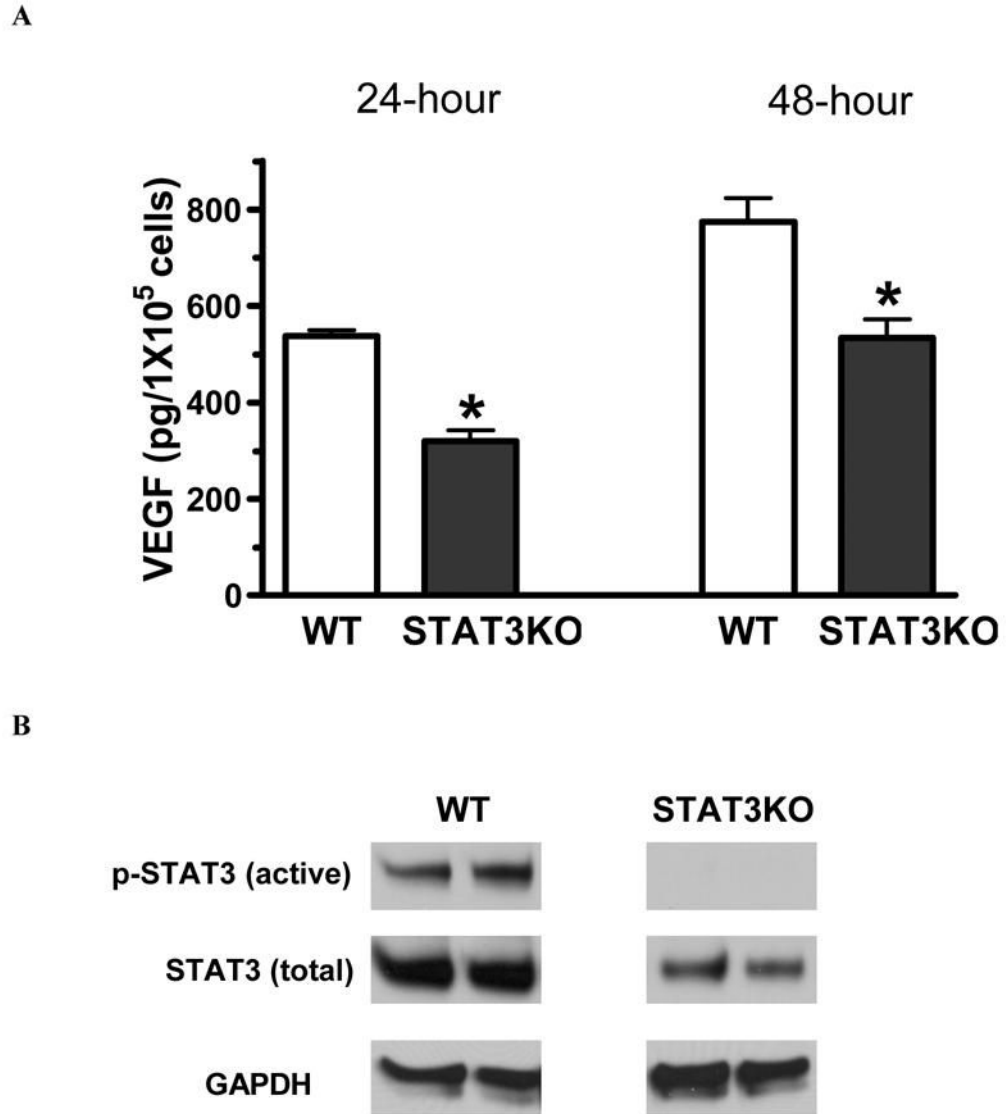 A
24-hour 48-hour
VEGF (pg/1X10⁵ cells)
800
600
400
200
0
WT STAT3KO WT STAT3KO
* *
B
WT STAT3KO
p-STAT3 (active)
STAT3 (total)
GAPDH